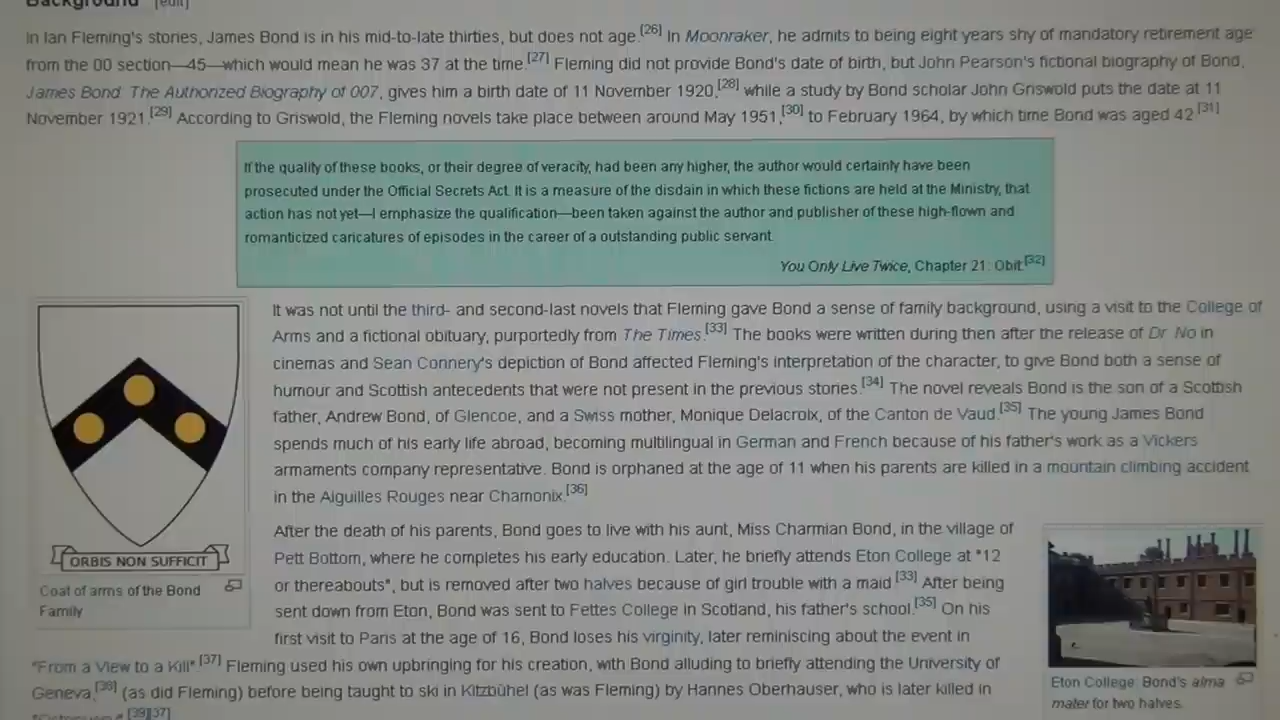 Background [edit]
In Ian Fleming's stories, James Bond is in his mid-to-late thirties, but does not age.[26] In Moonraker, he admits to being eight years shy of mandatory retirement age
from the 00 section—45—which would mean he was 37 at the time.[27] Fleming did not provide Bond's date of birth, but John Pearson's fictional biography of Bond,
James Bond: The Authorized Biography of 007, gives him a birth date of 11 November 1920,[28] while a study by Bond scholar John Griswold puts the date at 11
November 1921.[29] According to Griswold, the Fleming novels take place between around May 1951,[30] to February 1964, by which time Bond was aged 42.[31]
If the quality of these books, or their degree of veracity, had been any higher, the author would certainly have been
prosecuted under the Official Secrets Act. It is a measure of the disdain in which these fictions are held at the Ministry, that
action has not yet—I emphasize the qualification—been taken against the author and publisher of these high-flown and
romanticized caricatures of episodes in the career of a outstanding public servant.
You Only Live Twice, Chapter 21: Obit:[32]
It was not until the third- and second-last novels that Fleming gave Bond a sense of family background, using a visit to the College of
Arms and a fictional obituary, purportedly from The Times.[33] The books were written during then after the release of Dr. No in
cinemas and Sean Connery's depiction of Bond affected Fleming's interpretation of the character, to give Bond both a sense of
humour and Scottish antecedents that were not present in the previous stories.[34] The novel reveals Bond is the son of a Scottish
father, Andrew Bond, of Glencoe, and a Swiss mother, Monique Delacroix, of the Canton de Vaud.[35] The young James Bond
spends much of his early life abroad, becoming multilingual in German and French because of his father's work as a Vickers
armaments company representative. Bond is orphaned at the age of 11 when his parents are killed in a mountain climbing accident
in the Aiguilles Rouges near Chamonix.[36]
ORBIS NON SUFFICIT
Coat of arms of the Bond
Family
After the death of his parents, Bond goes to live with his aunt, Miss Charmian Bond, in the village of
Pett Bottom, where he completes his early education. Later, he briefly attends Eton College at "12
or thereabouts", but is removed after two halves because of girl trouble with a maid.[33] After being
sent down from Eton, Bond was sent to Fettes College in Scotland, his father's school.[35] On his
first visit to Paris at the age of 16, Bond loses his virginity, later reminiscing about the event in
"From a View to a Kill".[37] Fleming used his own upbringing for his creation, with Bond alluding to briefly attending the University of
Geneva,[38] (as did Fleming) before being taught to ski in Kitzbühel (as was Fleming) by Hannes Oberhauser, who is later killed in
[39][37]
Eton College: Bond's alma
mater for two halves.